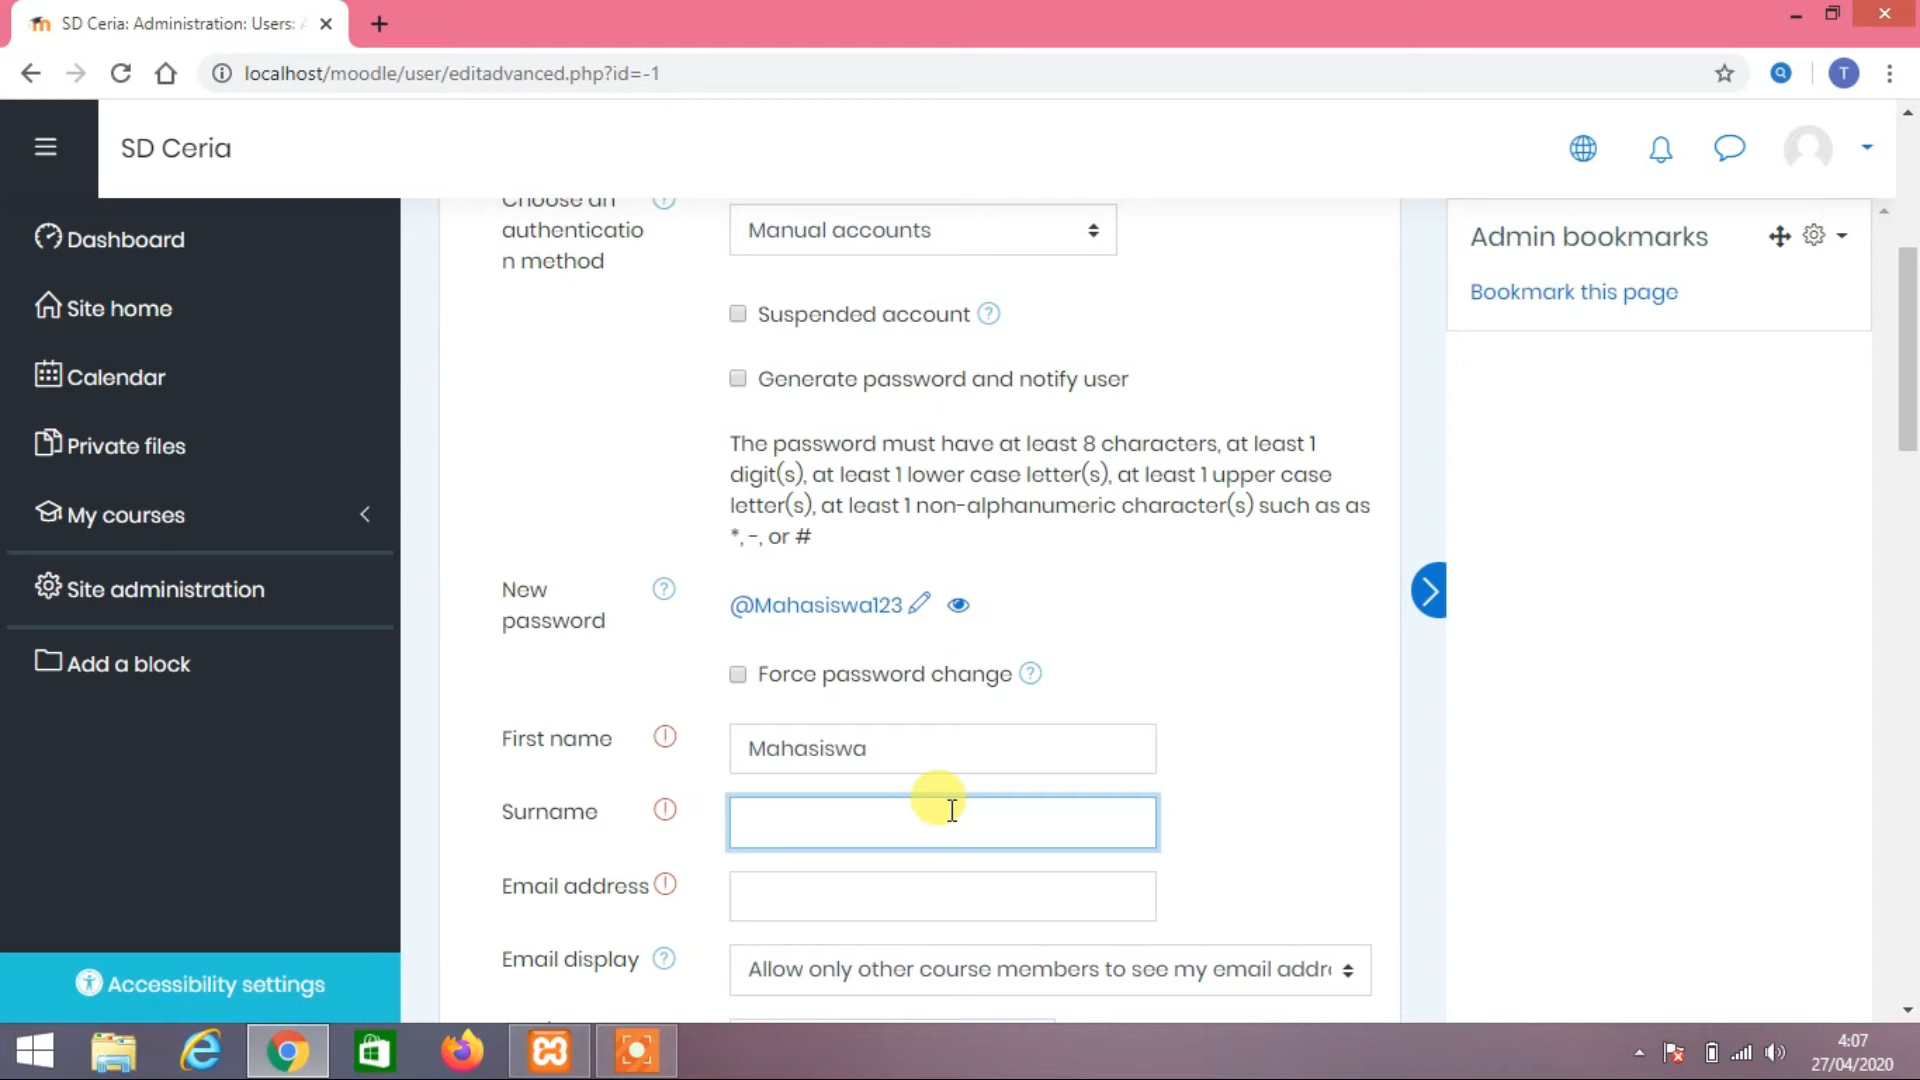 SD Ceria: Administration: Users:
localhost/moodle/user/editadvanced.php?id=-1
T
SD Ceria
Dashboard
Site home
Calendar
Private files
My courses
Site administration
Add a block
Accessibility settings
Choose an
authenticatio
n method
Manual accounts
Suspended account
Generate password and notify user
The password must have at least 8 characters, at least 1
digit(s), at least 1 lower case letter(s), at least 1 upper case
letter(s), at least 1 non-alphanumeric character(s) such as as
*, -, or #
New
password
@Mahasiswa123
Force password change
First name
Mahasiswa
Surname
Email address
Email display
Allow only other course members to see my email addr
Admin bookmarks
Bookmark this page
4:07
27/04/2020